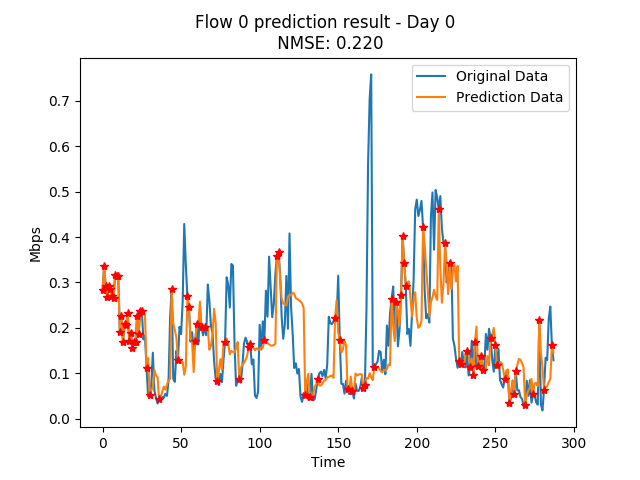 Flow 0 prediction result - Day 0
NMSE: 0.220
Original Data
Prediction Data
0.7
0.6
0.5
0.4
0.3
0.2
0.1
0.0
Mbps
0 50 100 150 200 250 300
Time